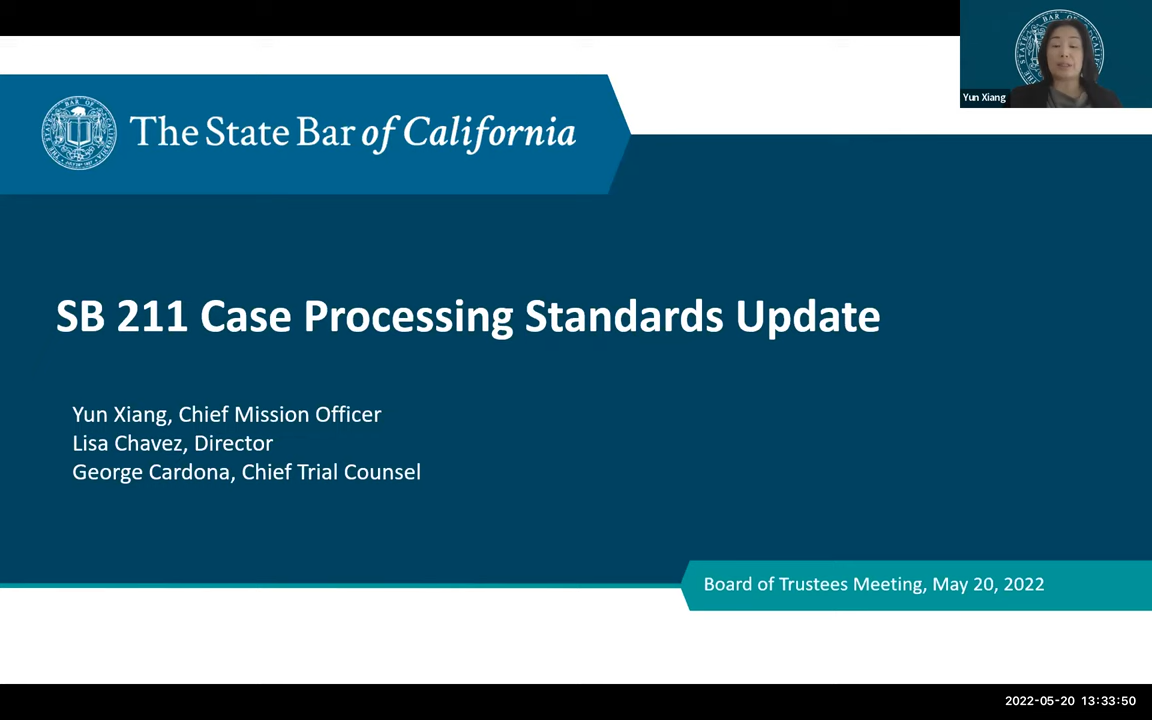 The State Bar of California
Yun Xiang
SB 211 Case Processing Standards Update
Yun Xiang, Chief Mission Officer
Lisa Chavez, Director
George Cardona, Chief Trial Counsel
Board of Trustees Meeting, May 20, 2022
2022-05-20 13:33:50